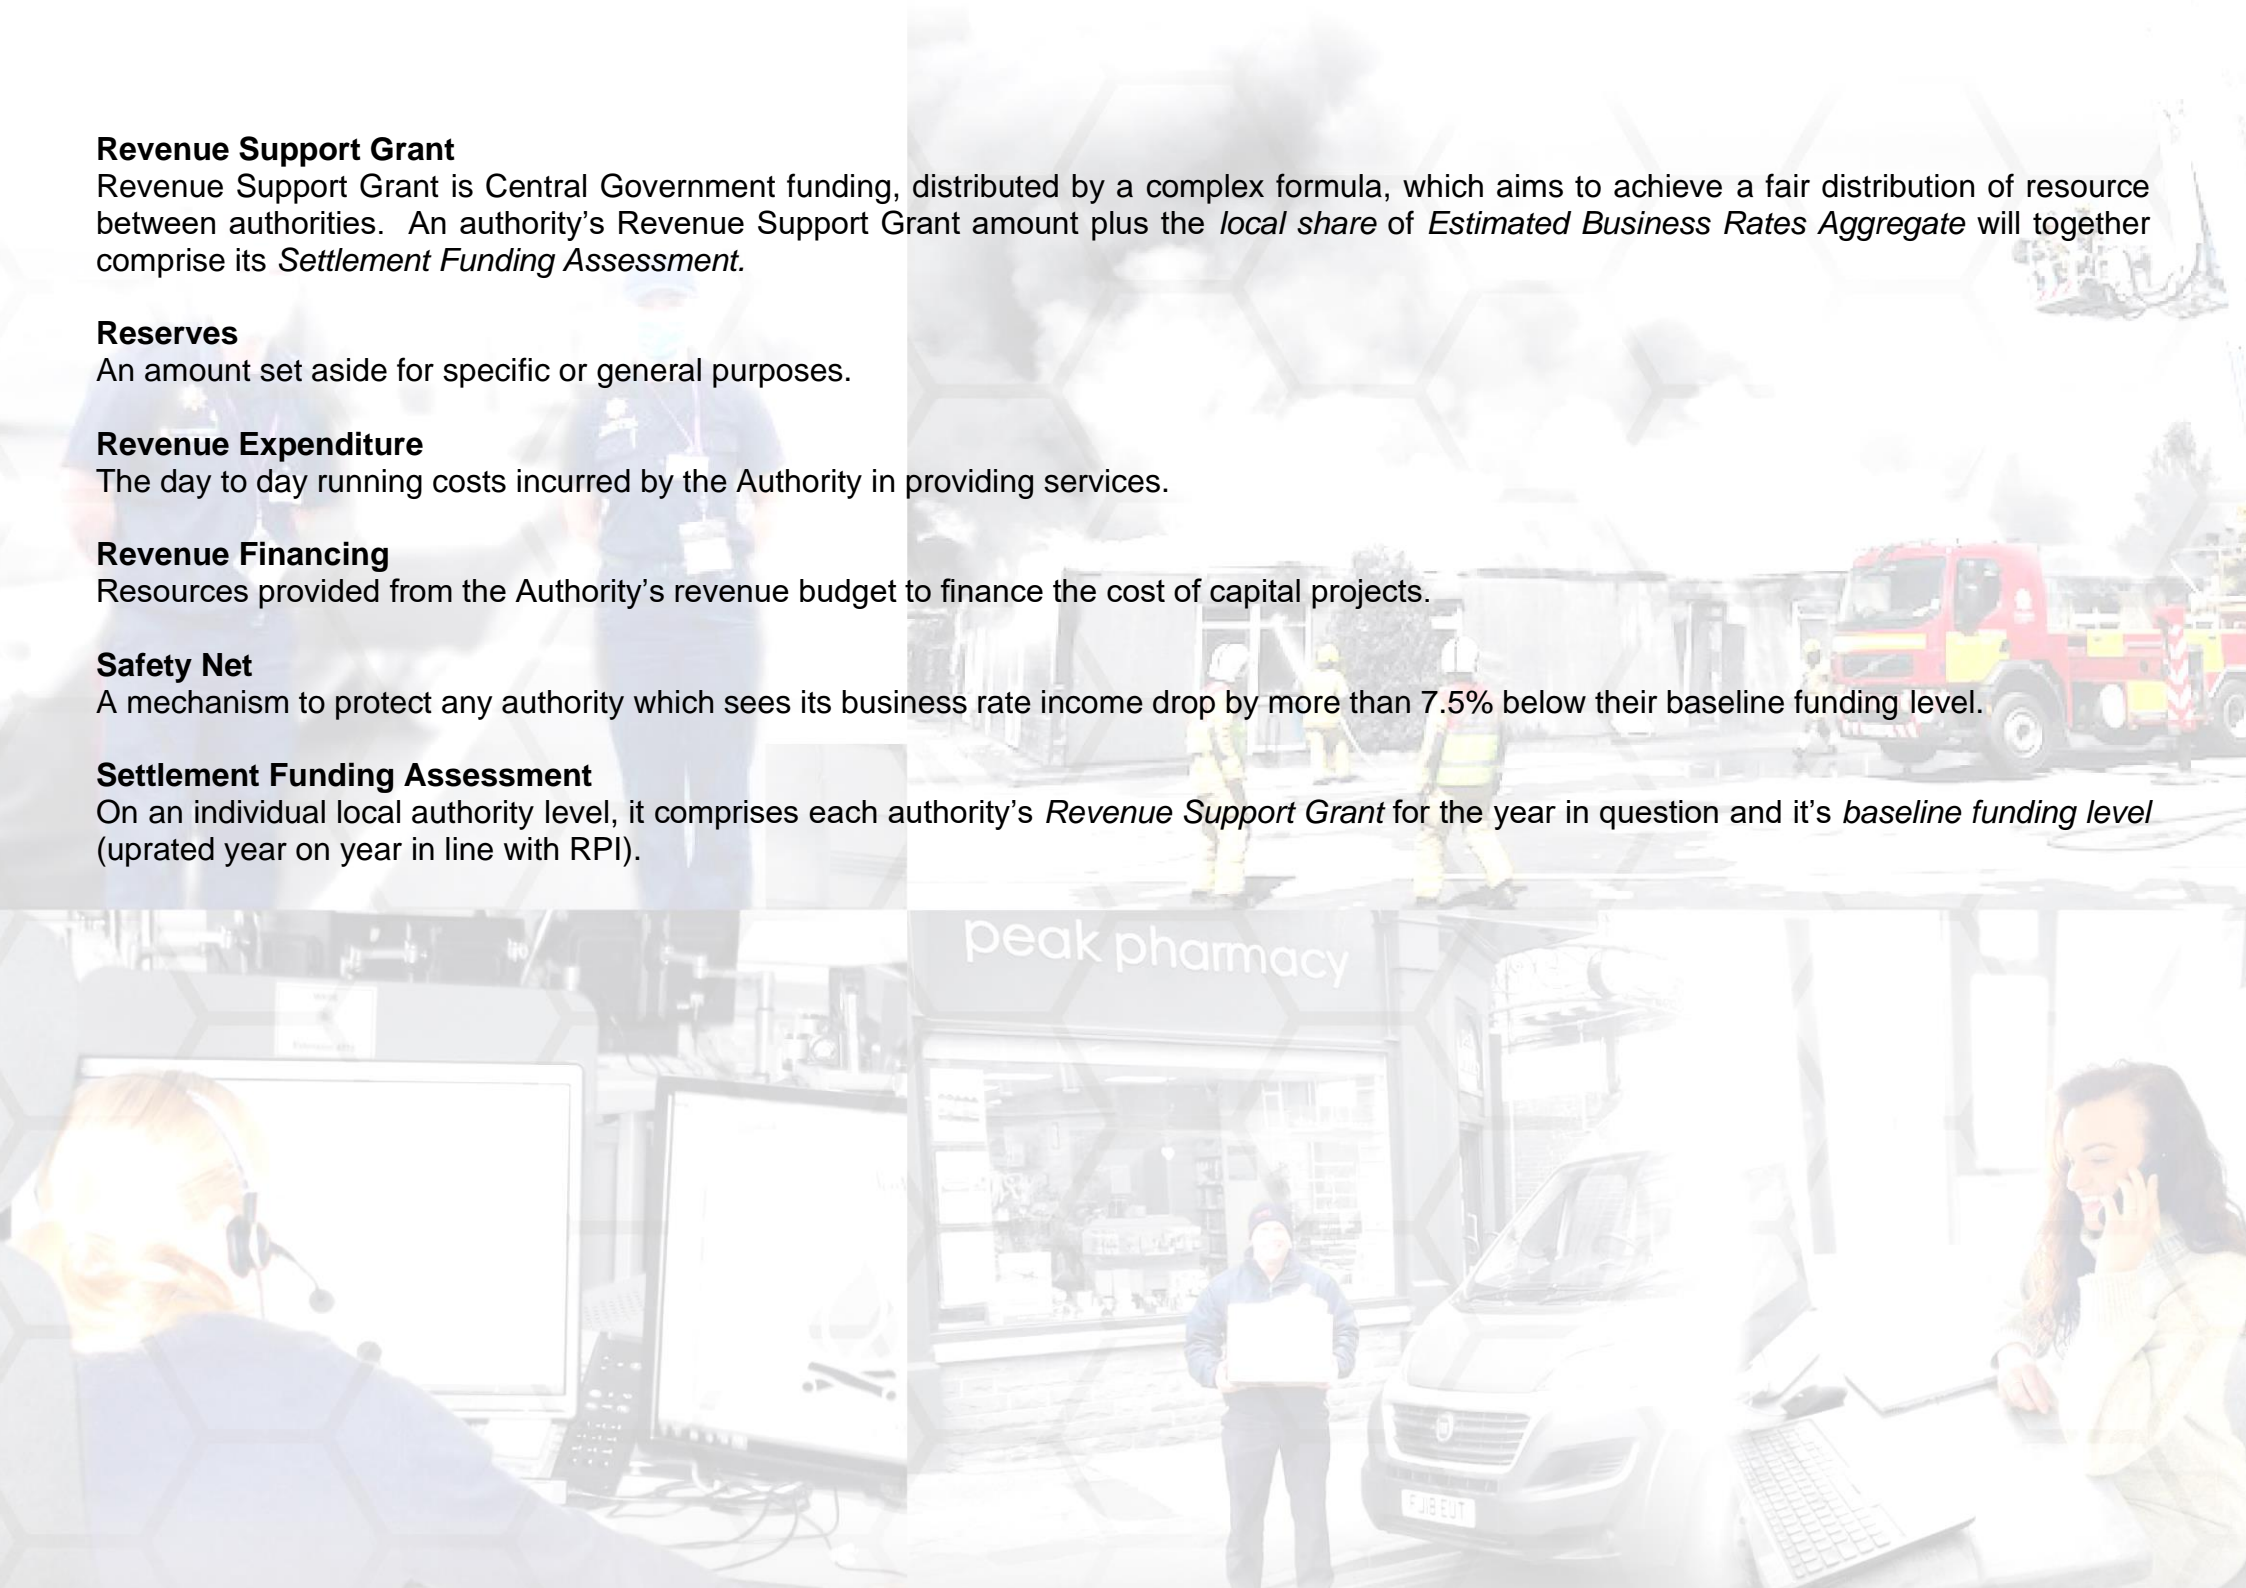 Revenue Support Grant
Revenue Support Grant is Central Government funding, distributed by a complex formula, which aims to achieve a fair distribution of resource
between authorities.  An authority’s Revenue Support Grant amount plus the local share of Estimated Business Rates Aggregate will together
comprise its Settlement Funding Assessment.
Reserves
An amount set aside for specific or general purposes.
Revenue Expenditure
The day to day running costs incurred by the Authority in providing services.
Revenue Financing
Resources provided from the Authority’s revenue budget to finance the cost of capital projects.
Safety Net
A mechanism to protect any authority which sees its business rate income drop by more than 7.5% below their baseline funding level.
Settlement Funding Assessment
On an individual local authority level, it comprises each authority’s Revenue Support Grant for the year in question and it’s baseline funding level
(uprated year on year in line with RPI).
peak pharmacy